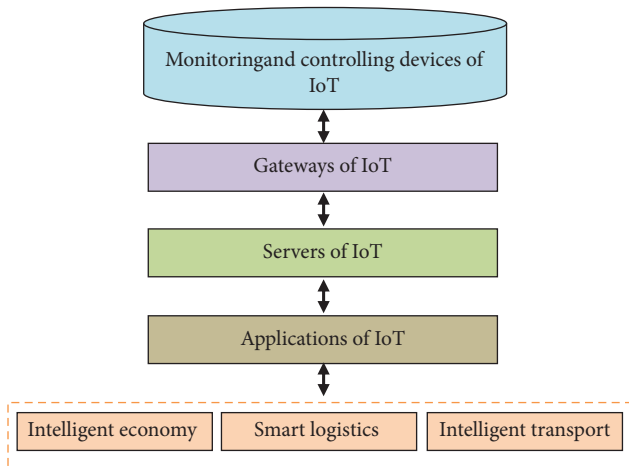 Monitoringand controlling devices of
IoT
Gateways of IoT
Servers of IoT
Applications of IoT
Intelligent economy
Smart logistics
Intelligent transport